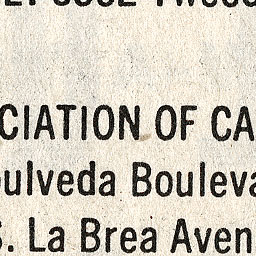 CIATION OF CA
ulveda Bouleva
. La Brea Aven